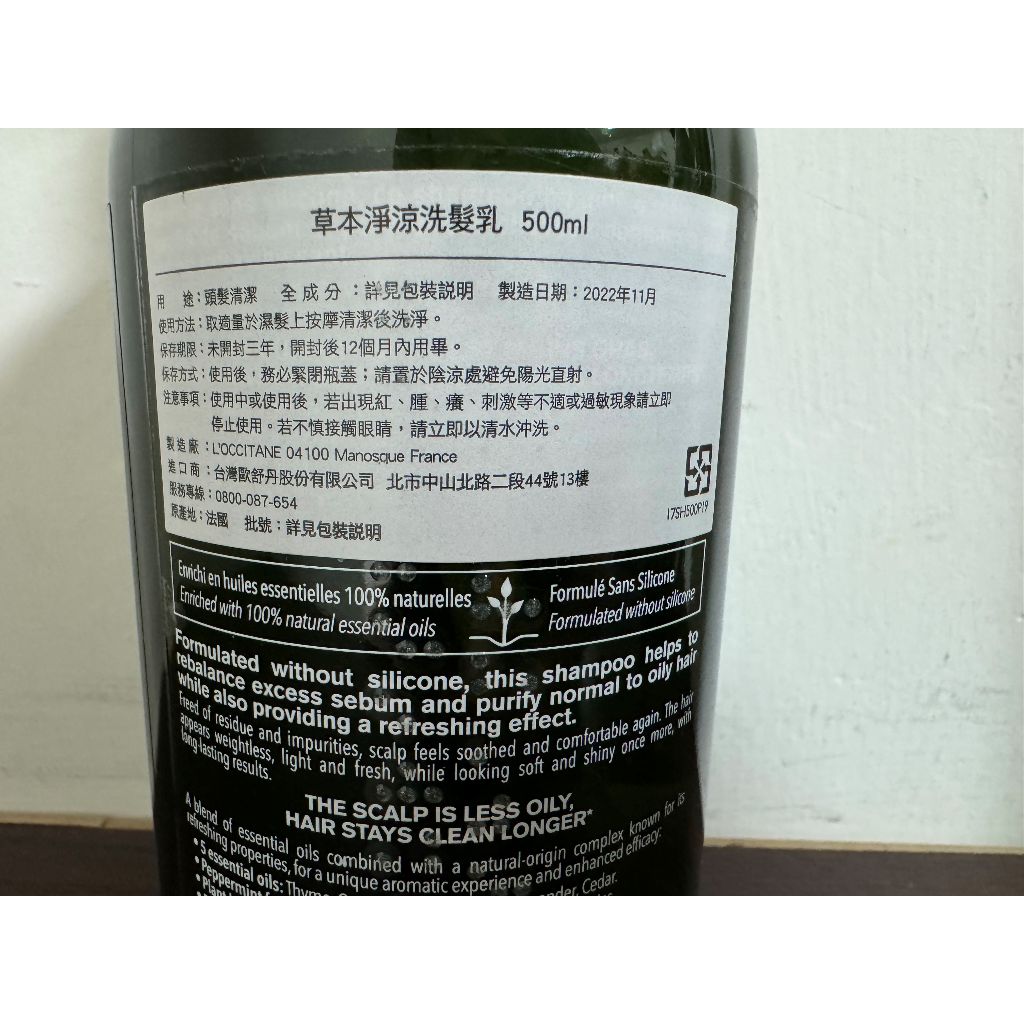 草本淨涼洗髮乳 500ml
用 途：頭髮清潔 全成分：詳見包裝説明 製造日期：2022年11月
使用方法：取適量於濕髮上按摩清潔後洗淨。
保存期限：未開封三年，開封後12個月內用畢。
保存方式：使用後，務必緊閉瓶蓋；請置於陰涼處避免陽光直射。
注意事項：使用中或使用後，若出現紅、腫、癢、刺激等不適或過敏現象請立即
停止使用。若不慎接觸眼睛，請立即以清水沖洗。
製造廠：L'OCCITANE 04100 Manosque France
進口商：台灣歐舒丹股份有限公司 北市中山北路二段44號13樓
服務專線：0800-087-654
原產地：法國 批號：詳見包裝説明
17SH500P19
Enrichi en huiles essentielles 100% naturelles
Enriched with 100% natural essential oils
Formulé Sans Silicone
Formulated without silicone
Formulated without silicone, this shampoo helps to
rebalance excess sebum and purify normal to oily hair
while also providing a refreshing effect.
Freed of residue and impurities, scalp feels soothed and comfortable again. The hair
appears weightless, light and fresh, while looking soft and shiny once more, with
long-lasting results.
THE SCALP IS LESS OILY,
HAIR STAYS CLEAN LONGER*
A blend of essential oils combined with a natural-origin complex known for its
refreshing properties, for a unique aromatic experience and enhanced efficacy:
• 5 essential oils: Cedar.
• Peppermint